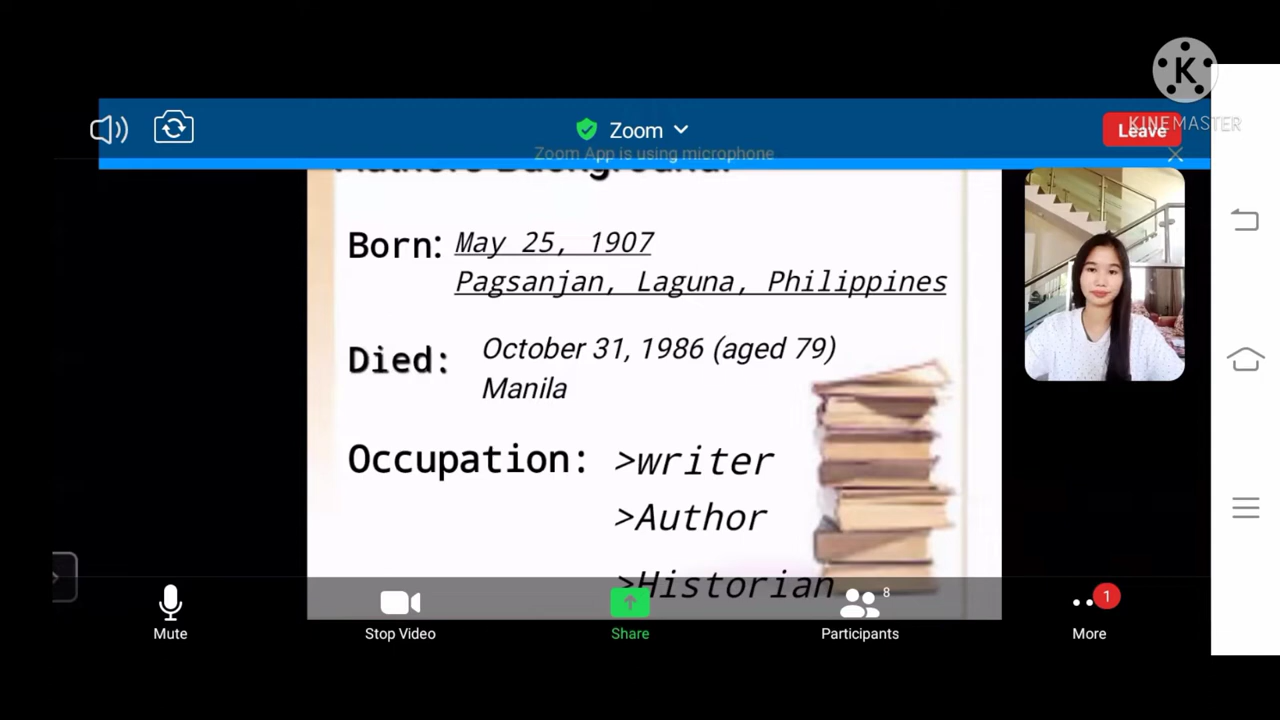 Zoom
Leave
KINEMASTER
Zoom App is using microphone
Born: May 25, 1907
Pagsanjan, Laguna, Philippines
Died: October 31, 1986 (aged 79)
Manila
Occupation: >writer
>Author
>Historian
8
1
Mute
Stop Video
Share
Participants
More
K